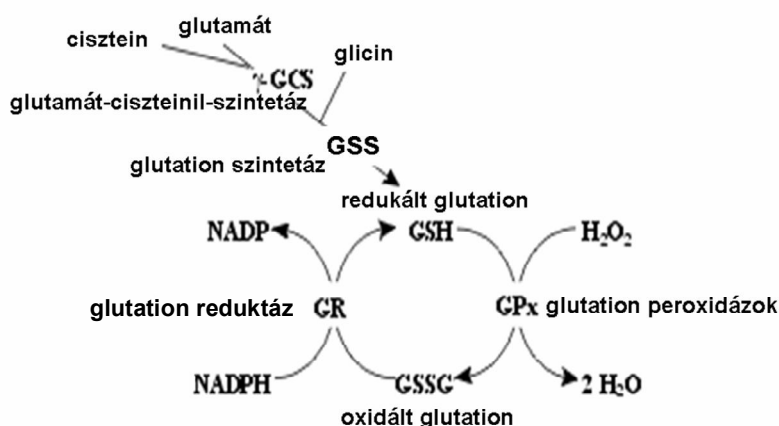 glutamát
cisztein
glicin
γ-GCS
glutamát-ciszteinil-szintetáz
GSS
glutation szintetáz
redukált glutation
NADP
GSH
H₂O₂
glutation reduktáz
GR
GPx
glutation peroxidázok
NADPH
GSSG
2 H₂O
oxidált glutation